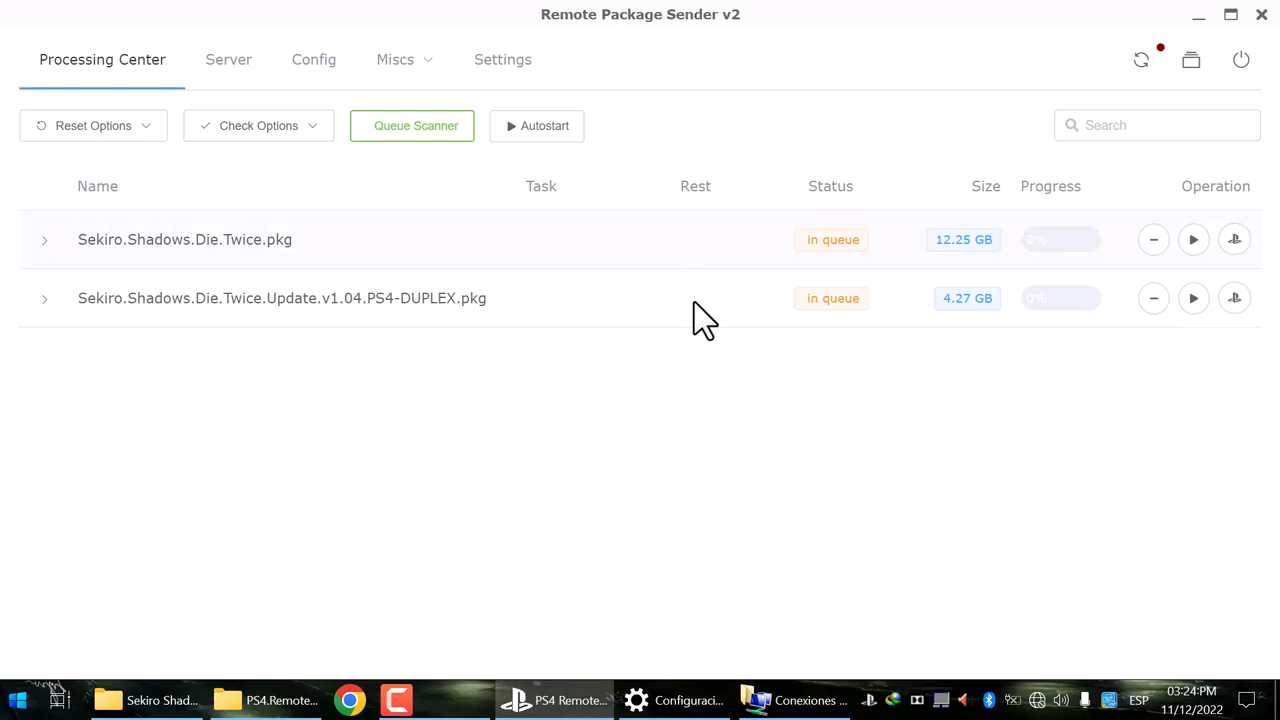 Remote Package Sender v2
Processing Center Server Config Miscs Settings
Reset Options Check Options Queue Scanner Autostart Search
Name Task Rest Status Size Progress Operation
Sekiro.Shadows.Die.Twice.pkg in queue 12.25 GB 0%
Sekiro.Shadows.Die.Twice.Update.v1.04.PS4-DUPLEX.pkg in queue 4.27 GB 0%
Sekiro Shad... PS4.Remote... PS4 Remote... Configuraci... Conexiones ... ESP 03:24:PM
11/12/2022